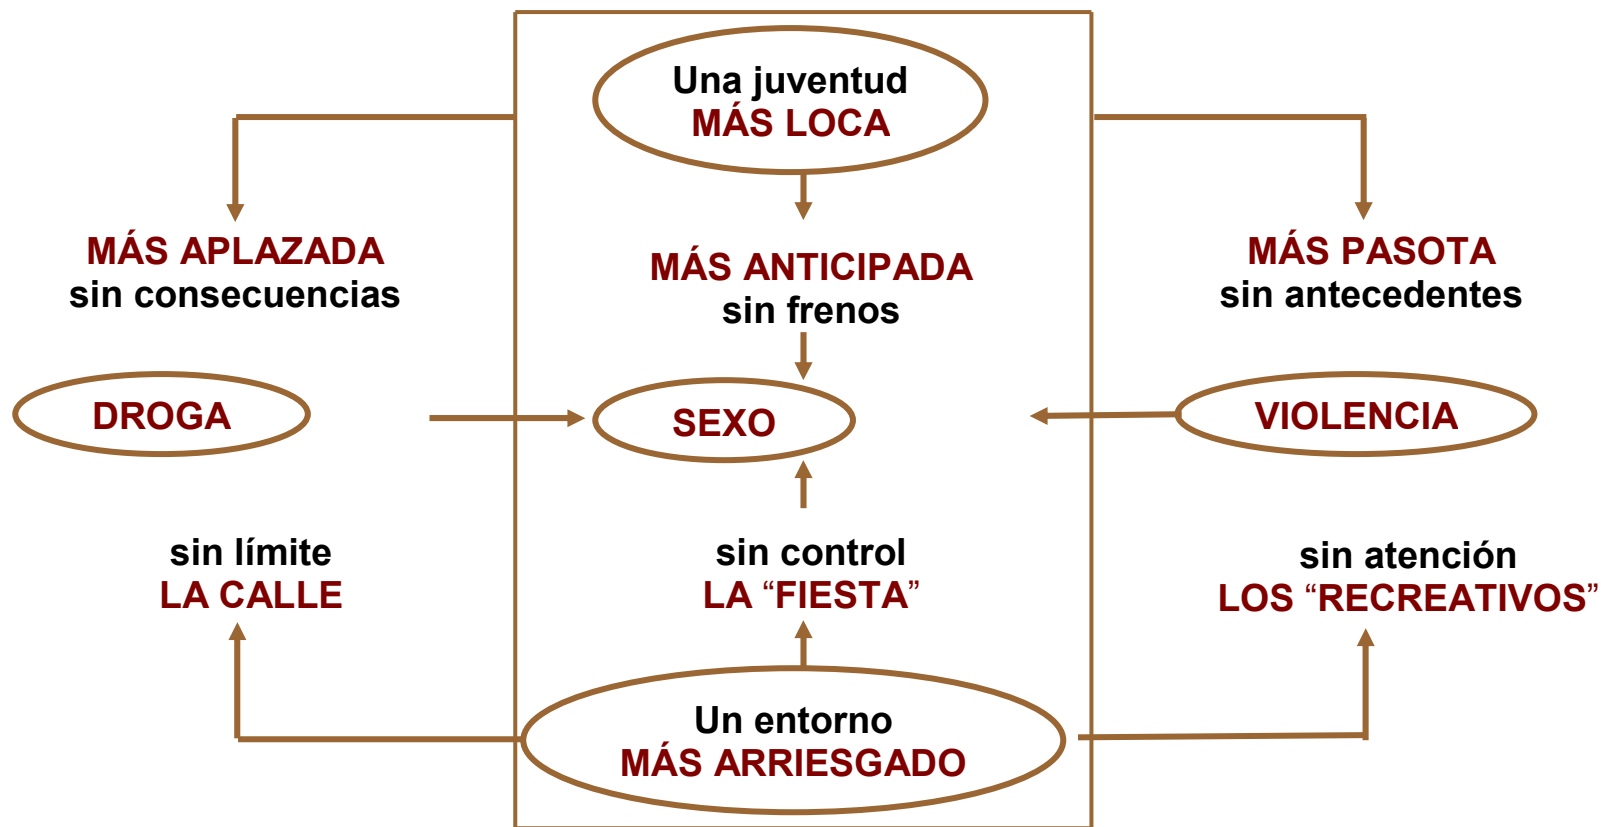 Una juventud
MÁS LOCA
MÁS APLAZADA
sin consecuencias
MÁS ANTICIPADA
sin frenos
MÁS PASOTA
sin antecedentes
DROGA
SEXO
VIOLENCIA
sin límite
LA CALLE
sin control
LA “FIESTA”
sin atención
LOS “RECREATIVOS”
Un entorno
MÁS ARRIESGADO